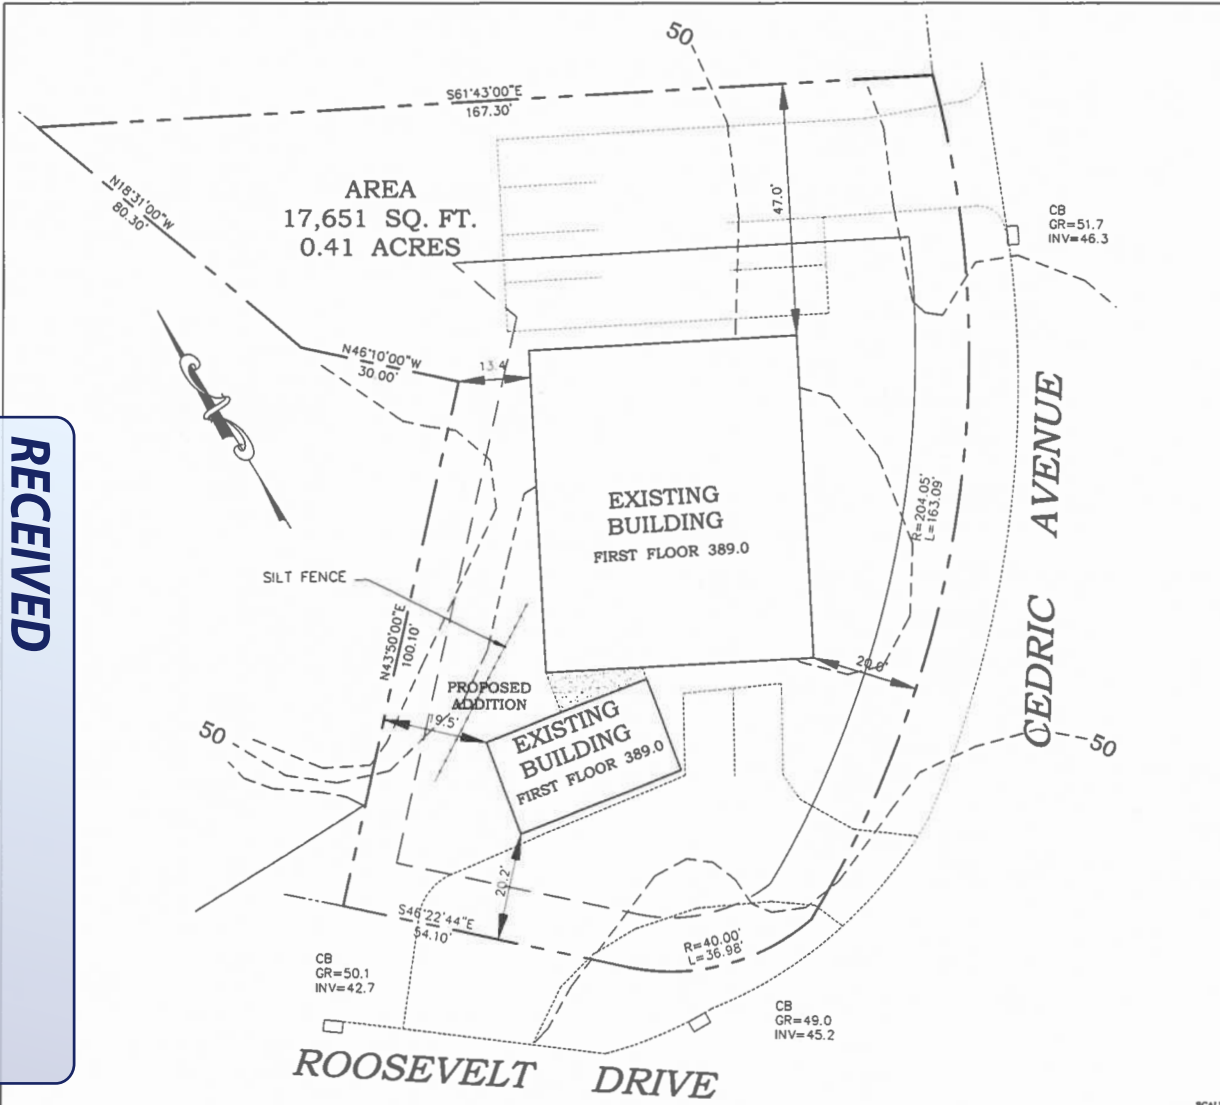 50
S61°43'00"E
167.30'
N18°31'00"W
80.30'
AREA
17,651 SQ. FT.
0.41 ACRES
47.0'
CB
GR=51.7
INV=46.3
N46°10'00"W
30.00'
13.4
RECEIVED
EXISTING
BUILDING
FIRST FLOOR 389.0
R=204.05'
L=163.09'
CEDRIC AVENUE
SILT FENCE
N43°50'00"E
100.10'
20.0'
PROPOSED
ADDITION
19.5'
EXISTING
BUILDING
FIRST FLOOR 389.0
50
50
20.2'
S46°22'44"E
54.10'
R=40.00'
L=36.98'
CB
GR=50.1
INV=42.7
CB
GR=49.0
INV=45.2
ROOSEVELT DRIVE